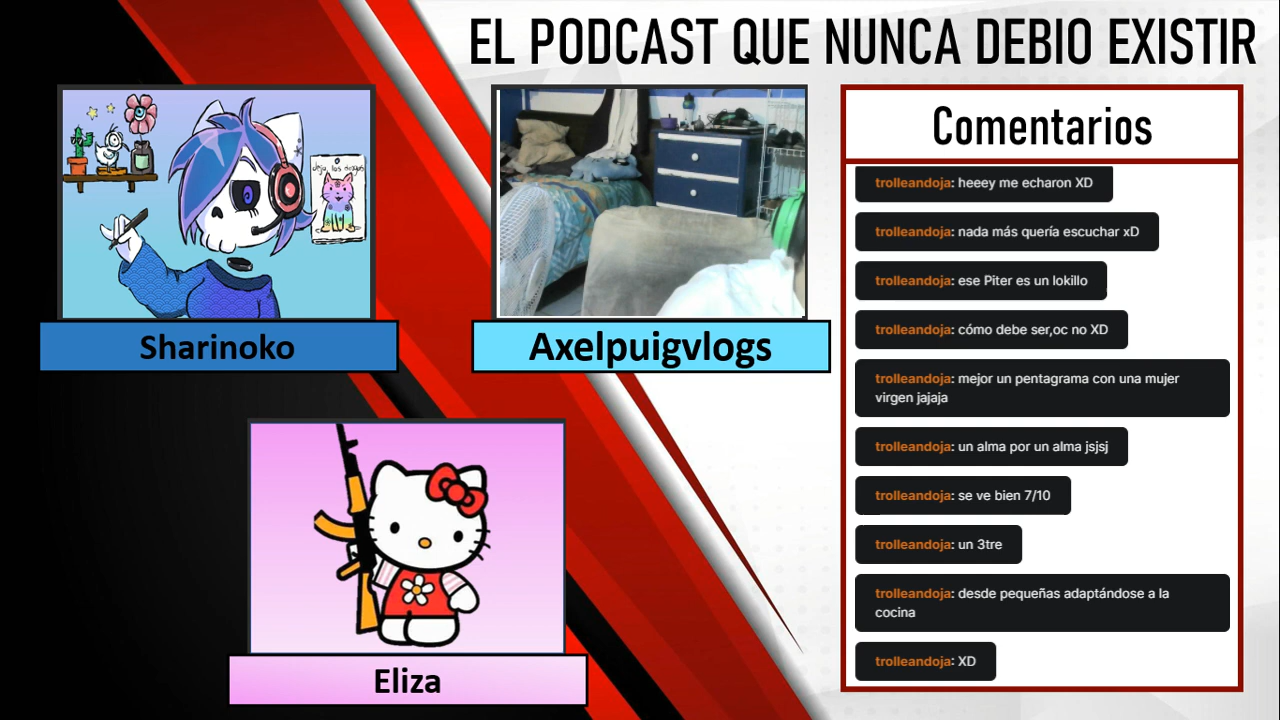 EL PODCAST QUE NUNCA DEBIO EXISTIR
deja las drogas
Sharinoko
Axelpuigvlogs
Eliza
Comentarios
trolleandoja: heeey me echaron XD
trolleandoja: nada más quería escuchar xD
trolleandoja: ese Piter es un lokillo
trolleandoja: cómo debe ser,oc no XD
trolleandoja: mejor un pentagrama con una mujer
virgen jajaja
trolleandoja: un alma por un alma jsjsj
trolleandoja: se ve bien 7/10
trolleandoja: un 3tre
trolleandoja: desde pequeñas adaptándose a la
cocina
trolleandoja: XD